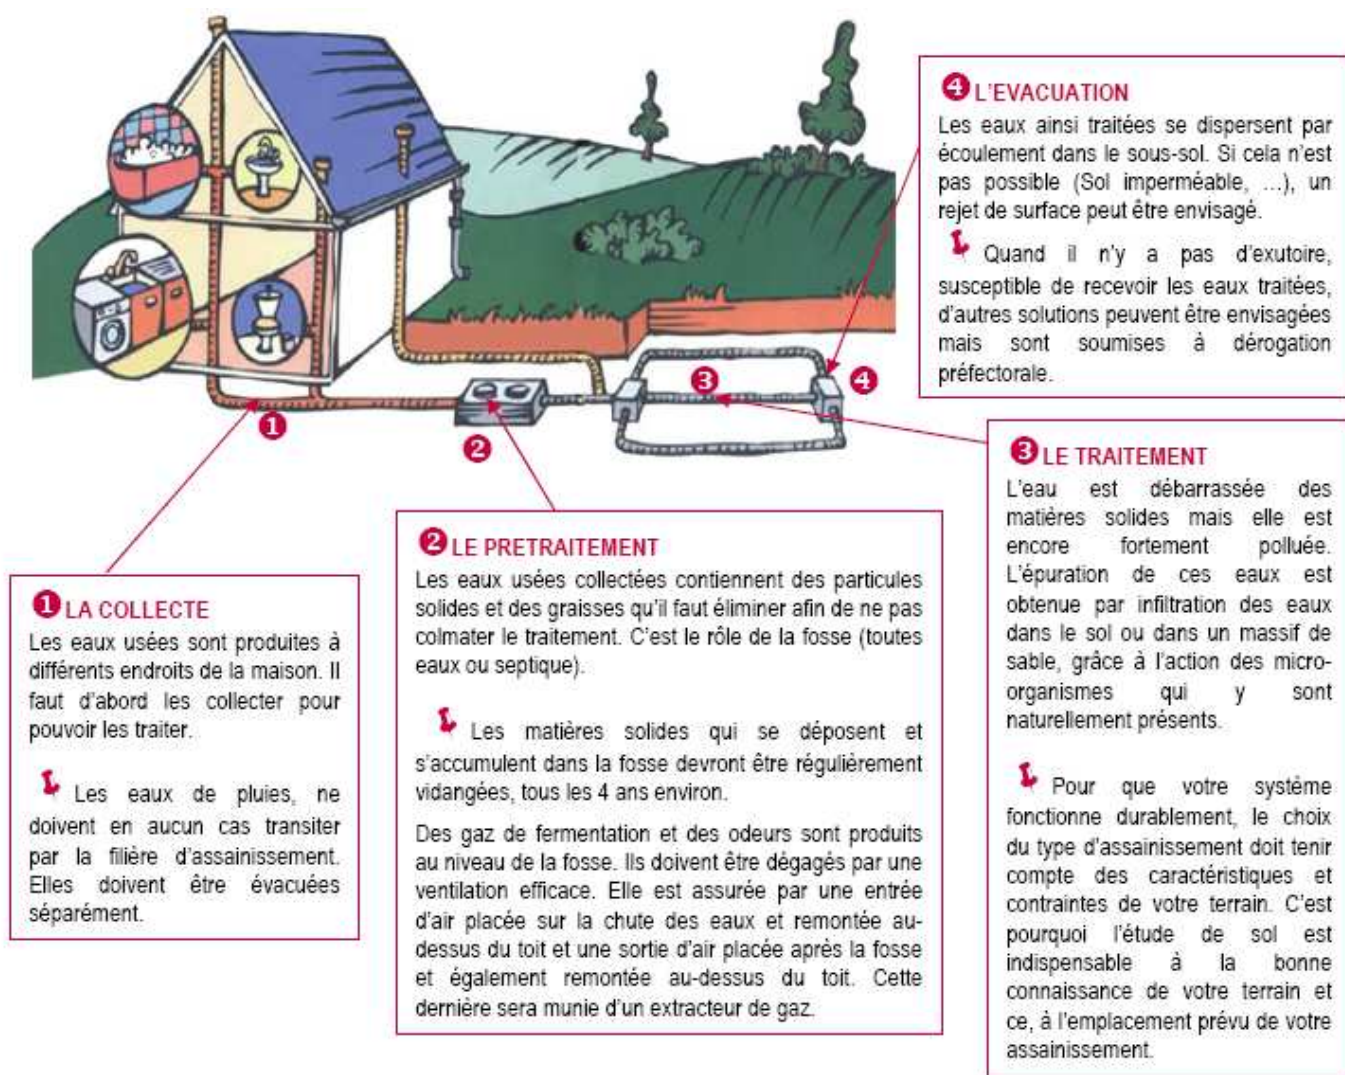 ❶ LA COLLECTE
Les eaux usées sont produites à
différents endroits de la maison. Il
faut d'abord les collecter pour
pouvoir les traiter.
Les eaux de pluies, ne
doivent en aucun cas transiter
par la filière d'assainissement.
Elles doivent être évacuées
séparément.
❷ LE PRETRAITEMENT
Les eaux usées collectées contiennent des particules
solides et des graisses qu'il faut éliminer afin de ne pas
colmater le traitement. C'est le rôle de la fosse (toutes
eaux ou septique).
Les matières solides qui se déposent et
s'accumulent dans la fosse devront être régulièrement
vidangées, tous les 4 ans environ.
Des gaz de fermentation et des odeurs sont produits
au niveau de la fosse. Ils doivent être dégagés par une
ventilation efficace. Elle est assurée par une entrée
d'air placée sur la chute des eaux et remontée au-
dessus du toit et une sortie d'air placée après la fosse
et également remontée au-dessus du toit. Cette
dernière sera munie d'un extracteur de gaz.
❸ LE TRAITEMENT
L'eau est débarrassée des
matières solides mais elle est
encore fortement polluée.
L'épuration de ces eaux est
obtenue par infiltration des eaux
dans le sol ou dans un massif de
sable, grâce à l'action des micro-
organismes qui y sont
naturellement présents.
Pour que votre système
fonctionne durablement, le choix
du type d'assainissement doit tenir
compte des caractéristiques et
contraintes de votre terrain. C'est
pourquoi l'étude de sol est
indispensable à la bonne
connaissance de votre terrain et
ce, à l'emplacement prévu de votre
assainissement.
❹ L'EVACUATION
Les eaux ainsi traitées se dispersent par
écoulement dans le sous-sol. Si cela n'est
pas possible (Sol imperméable, …), un
rejet de surface peut être envisagé.
Quand il n'y a pas d'exutoire,
susceptible de recevoir les eaux traitées,
d'autres solutions peuvent être envisagées
mais sont soumises à dérogation
préfectorale.
❶
❷
❸
❹